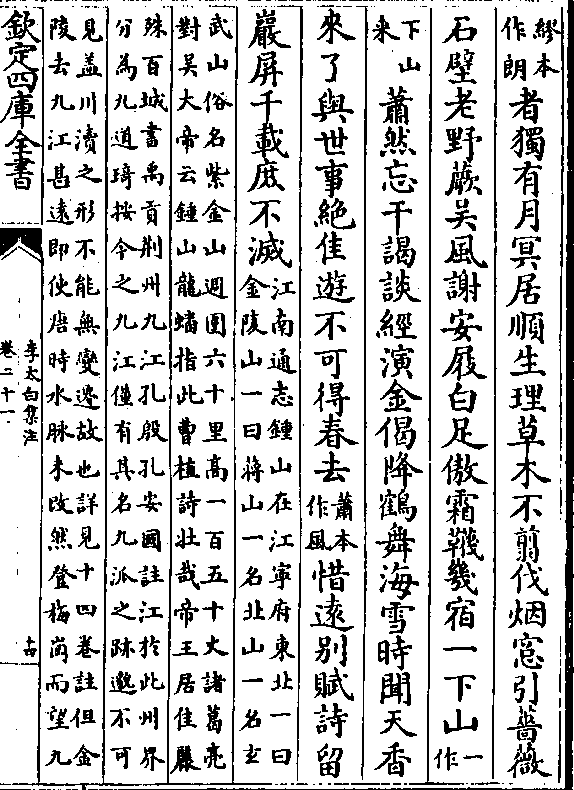 繆本作朗者獨有月冥居順生理草木不翦伐烟窻引薔薇
石壁老野蕨吳風謝安屐白足傲霜韈幾宿一下山一作
下山來蕭然忘干謁談經演金偈降鶴舞海雪時聞天香
來了與世事絶佳遊不可得春去蕭本作風惜遠别賦詩留
巖屏千載庶不滅江南通志鍾山在江寧府東北一曰金陵山一曰蔣山一名北山一名玄
武山俗名紫金山週圍六十里高一百五十丈諸葛亮對吳大帝云鍾山龍蟠指此曹植詩壯哉帝王居佳麗
殊百城書禹貢荆州九江孔殷孔安國註江於此州界分為九道琦按今之九江僅有其名九派之跡邈不可
見盖川瀆之形不能無變遷故也詳見十四卷註但金陵去九江甚遠即使唐時水脉未改然登梅崗而望九
欽定四庫全書
李太白集注
卷二十一
十四